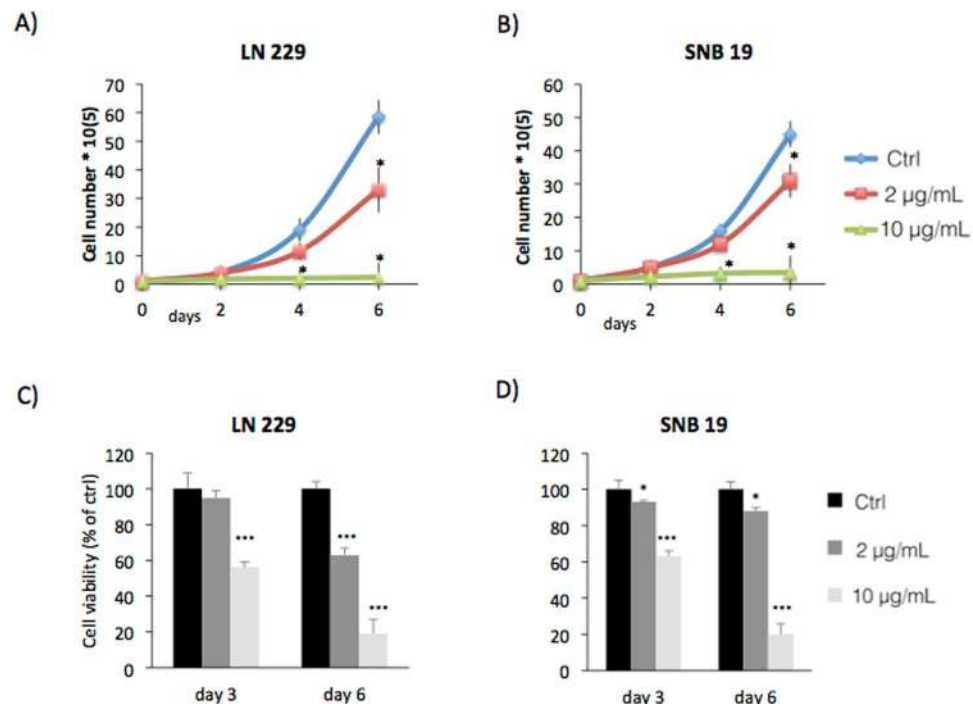 A)
LN 229
Cell number * 10(5)
70
60
50
40
30
20
10
0
*
*
*
0 2 4 6
days
B)
SNB 19
Cell number * 10(5)
60
50
40
30
20
10
0
*
*
*
0 2 4 6
days
Ctrl
2 µg/mL
10 µg/mL
C)
LN 229
Cell viability (% of ctrl)
120
100
80
60
40
20
0
***
***
***
day 3 day 6
D)
SNB 19
120
100
80
60
40
20
0
*
***
*
***
day 3 day 6
Ctrl
2 µg/mL
10 µg/mL